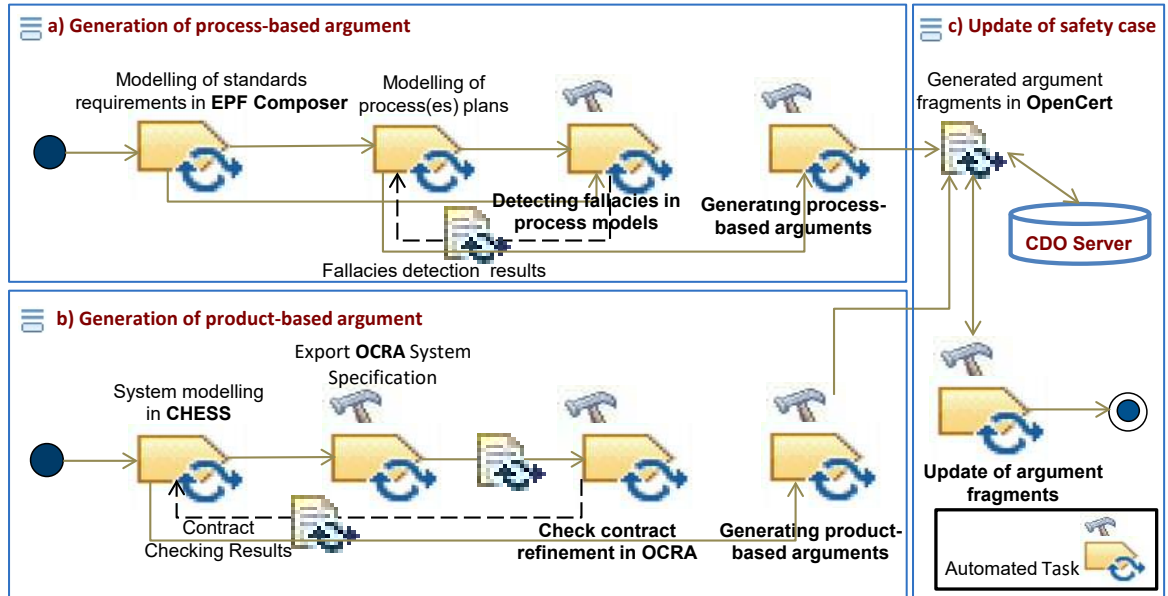 a) Generation of process-based argument
Modelling of standards
requirements in EPF Composer
Modelling of
process(es) plans
Detecting fallacies in
process models
Generating process-
based arguments
Fallacies detection results
b) Generation of product-based argument
Export OCRA System
Specification
System modelling
in CHESS
Contract
Checking Results
Check contract
refinement in OCRA
Generating product-
based arguments
c) Update of safety case
Generated argument
fragments in OpenCert
CDO Server
Update of argument
fragments
Automated Task